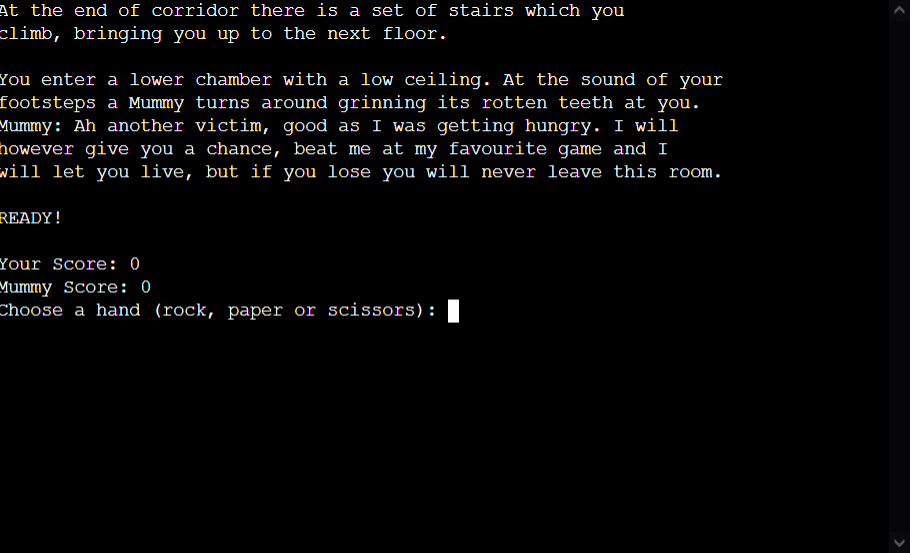 At the end of corridor there is a set of stairs which you
climb, bringing you up to the next floor.
You enter a lower chamber with a low ceiling. At the sound of your
footsteps a Mummy turns around grinning its rotten teeth at you.
Mummy: Ah another victim, good as I was getting hungry. I will
however give you a chance, beat me at my favourite game and I
will let you live, but if you lose you will never leave this room.
READY!
Your Score: 0
Mummy Score: 0
Choose a hand (rock, paper or scissors):